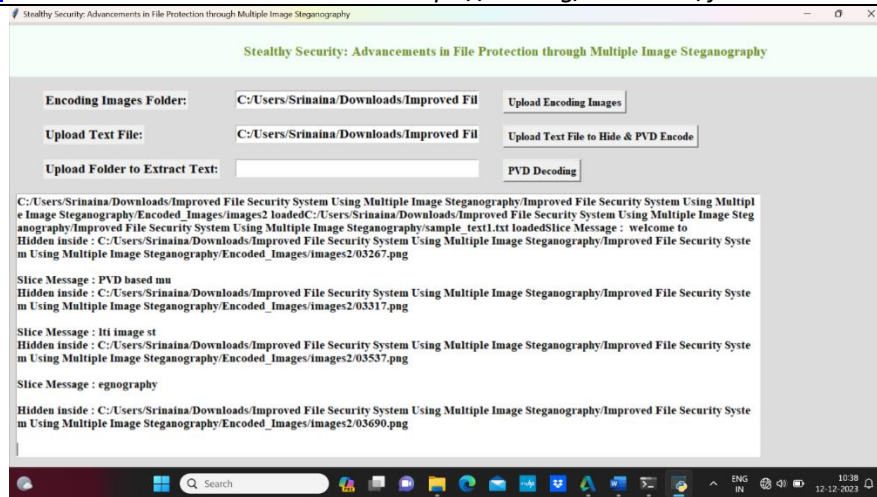 Stealthy Security: Advancements in File Protection through Multiple Image Steganography
Stealthy Security: Advancements in File Protection through Multiple Image Steganography
Encoding Images Folder: C:/Users/Srinaina/Downloads/Improved Fil Upload Encoding Images
Upload Text File: C:/Users/Srinaina/Downloads/Improved Fil Upload Text File to Hide & PVD Encode
Upload Folder to Extract Text: PVD Decoding
C:/Users/Srinaina/Downloads/Improved File Security System Using Multiple Image Steganography/Improved File Security System Using Multipl
e Image Steganography/Encoded_Images/images2 loadedC:/Users/Srinaina/Downloads/Improved File Security System Using Multiple Image Steg
anography/Improved File Security System Using Multiple Image Steganography/sample_text1.txt loadedSlice Message : welcome to
Hidden inside : C:/Users/Srinaina/Downloads/Improved File Security System Using Multiple Image Steganography/Improved File Security Syste
m Using Multiple Image Steganography/Encoded_Images/images2/03267.png
Slice Message : PVD based mu
Hidden inside : C:/Users/Srinaina/Downloads/Improved File Security System Using Multiple Image Steganography/Improved File Security Syste
m Using Multiple Image Steganography/Encoded_Images/images2/03317.png
Slice Message : lti image st
Hidden inside : C:/Users/Srinaina/Downloads/Improved File Security System Using Multiple Image Steganography/Improved File Security Syste
m Using Multiple Image Steganography/Encoded_Images/images2/03537.png
Slice Message : egnography
Hidden inside : C:/Users/Srinaina/Downloads/Improved File Security System Using Multiple Image Steganography/Improved File Security Syste
m Using Multiple Image Steganography/Encoded_Images/images2/03690.png
Search
ENG
IN
10:38
12-12-2023